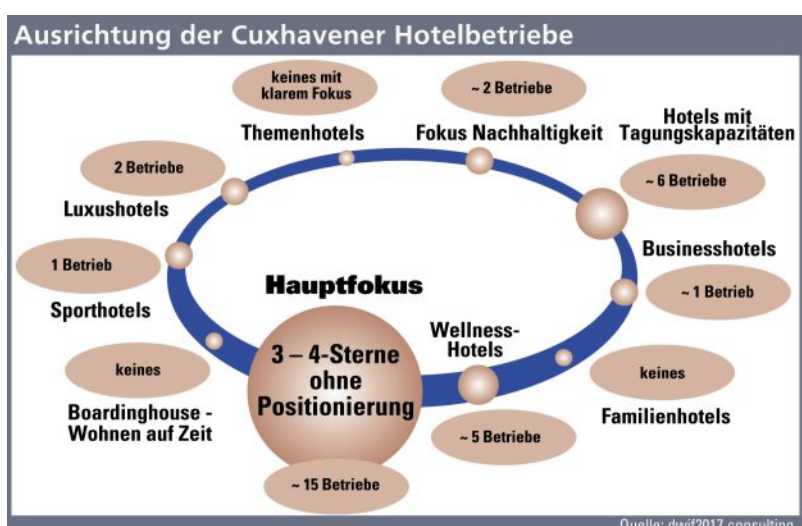 Ausrichtung der Cuxhavener Hotelbetriebe
keines mit
klarem Fokus
Themenhotels
~ 2 Betriebe
Fokus Nachhaltigkeit
Hotels mit
Tagungskapazitäten
~ 6 Betriebe
2 Betriebe
Luxushotels
Businesshotels
~ 1 Betrieb
1 Betrieb
Sporthotels
Hauptfokus
3 – 4-Sterne
ohne
Positionierung
~ 15 Betriebe
Wellness-
Hotels
~ 5 Betriebe
keines
Familienhotels
keines
Boardinghouse -
Wohnen auf Zeit
Quelle: dwif2017 consulting